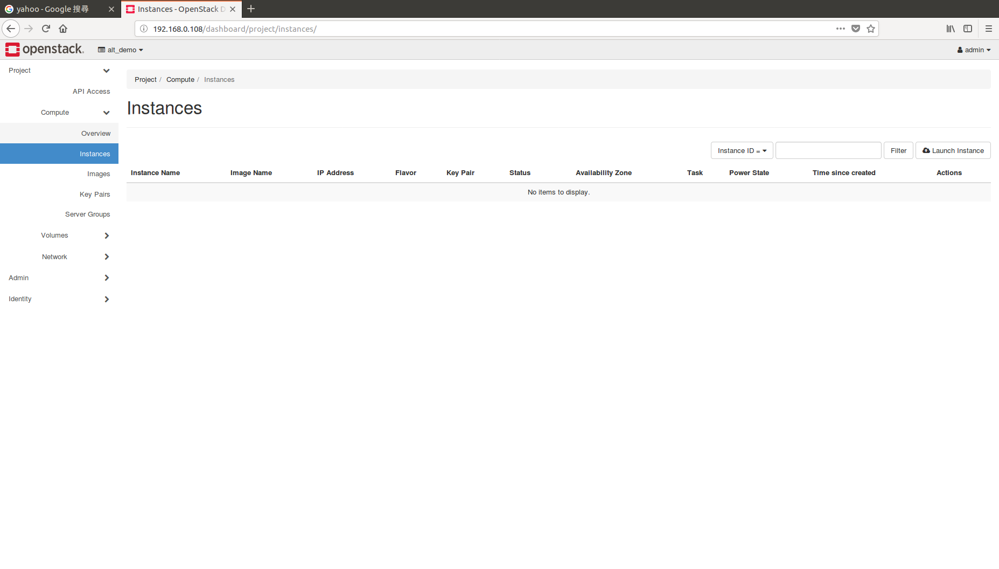 yahoo - Google 搜尋
Instances - OpenStack D
192.168.0.108/dashboard/project/instances/
openstack.
alt_demo
admin
Project
API Access
Compute
Overview
Instances
Images
Key Pairs
Server Groups
Volumes
Network
Admin
Identity
Project / Compute / Instances
Instances
Instance ID =
Filter
Launch Instance
Instance Name Image Name IP Address Flavor Key Pair Status Availability Zone Task Power State Time since created Actions
No items to display.